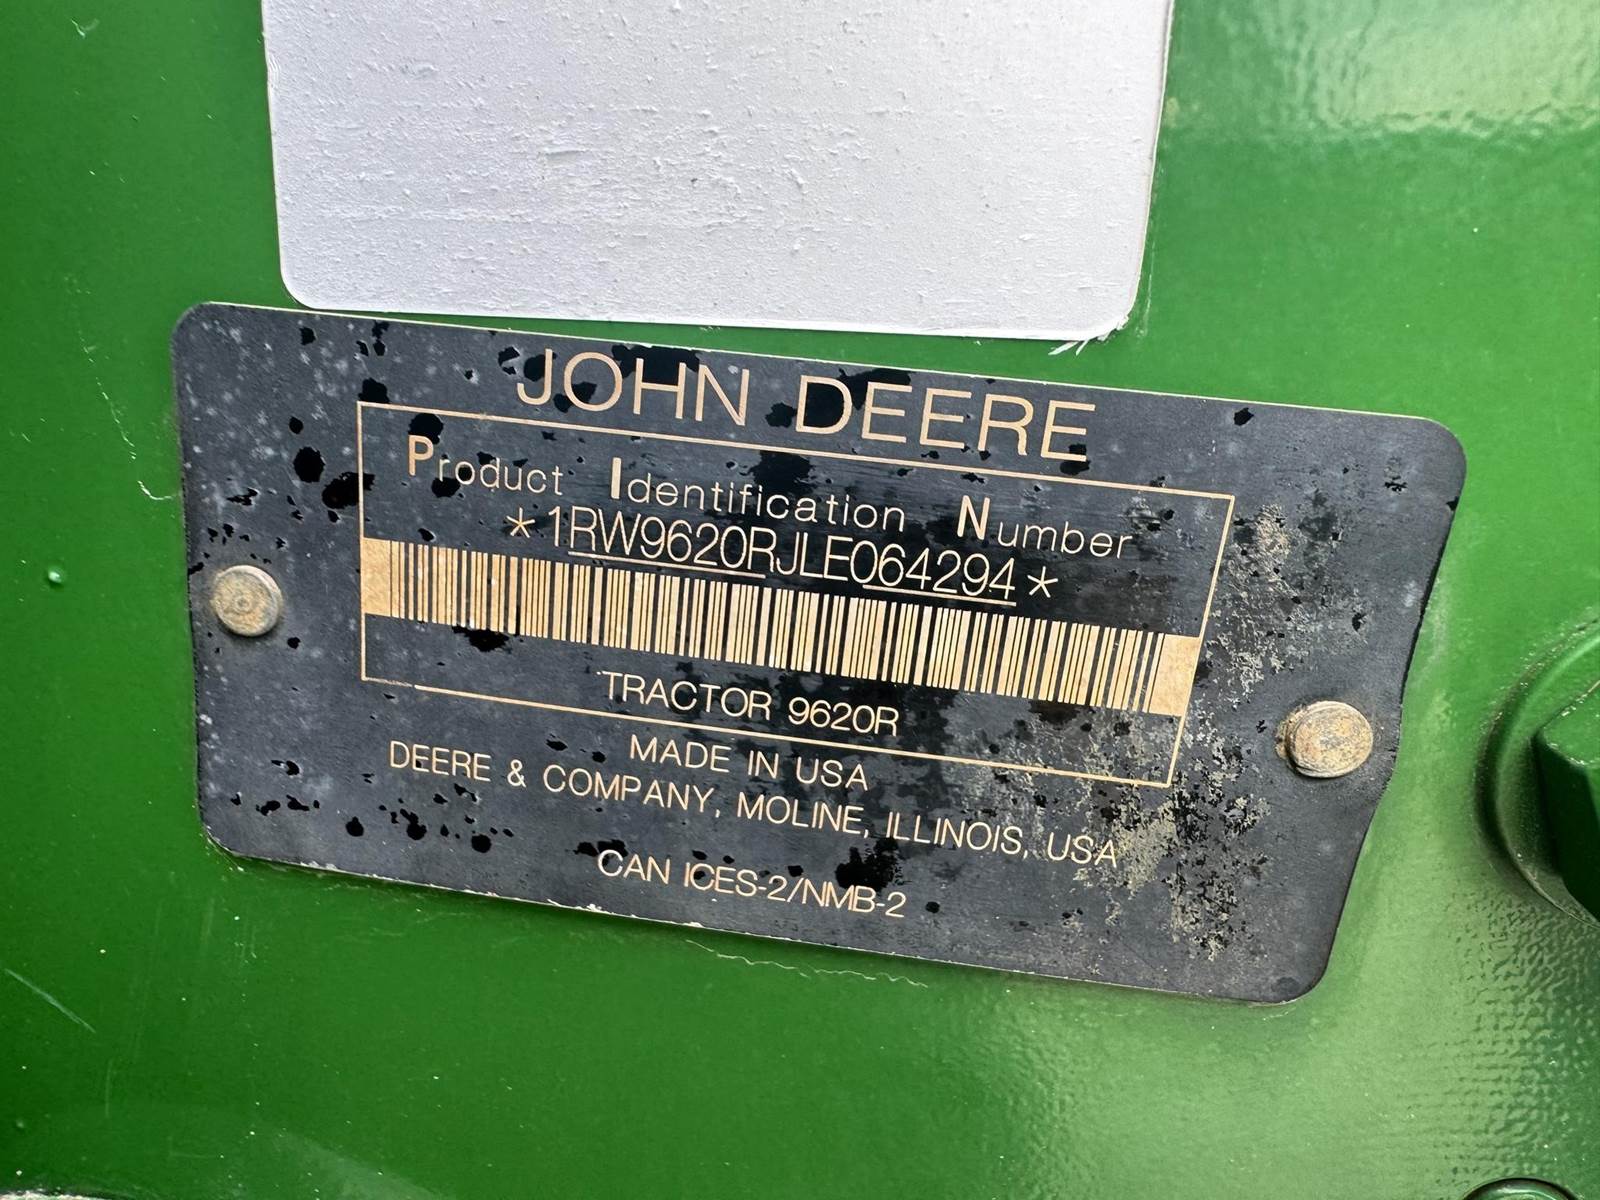 JOHN DEERE
Product Identification Number
*1RW9620RJLE064294*
TRACTOR 9620R
MADE IN USA
DEERE & COMPANY, MOLINE, ILLINOIS, USA
CAN ICES-2/NMB-2